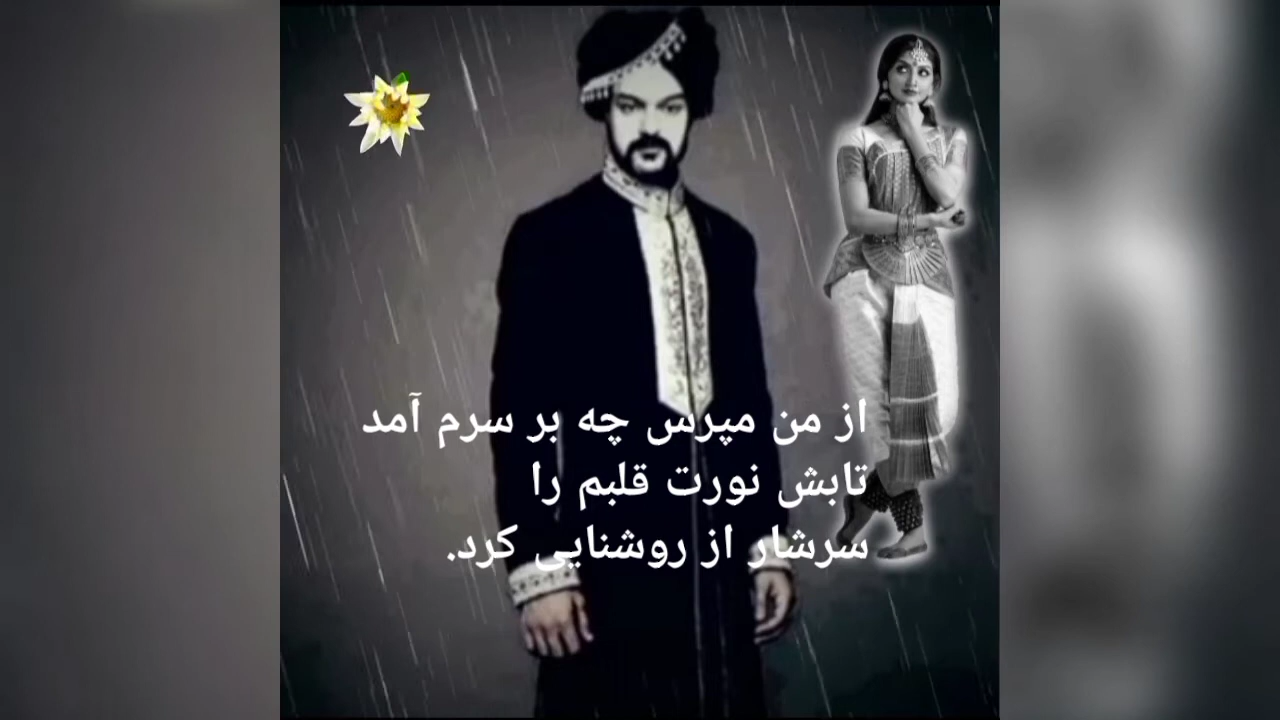 از من مپرس چه بر سرم آمد
تابش نورت قلبم را
سرشار از روشنایی کرد.